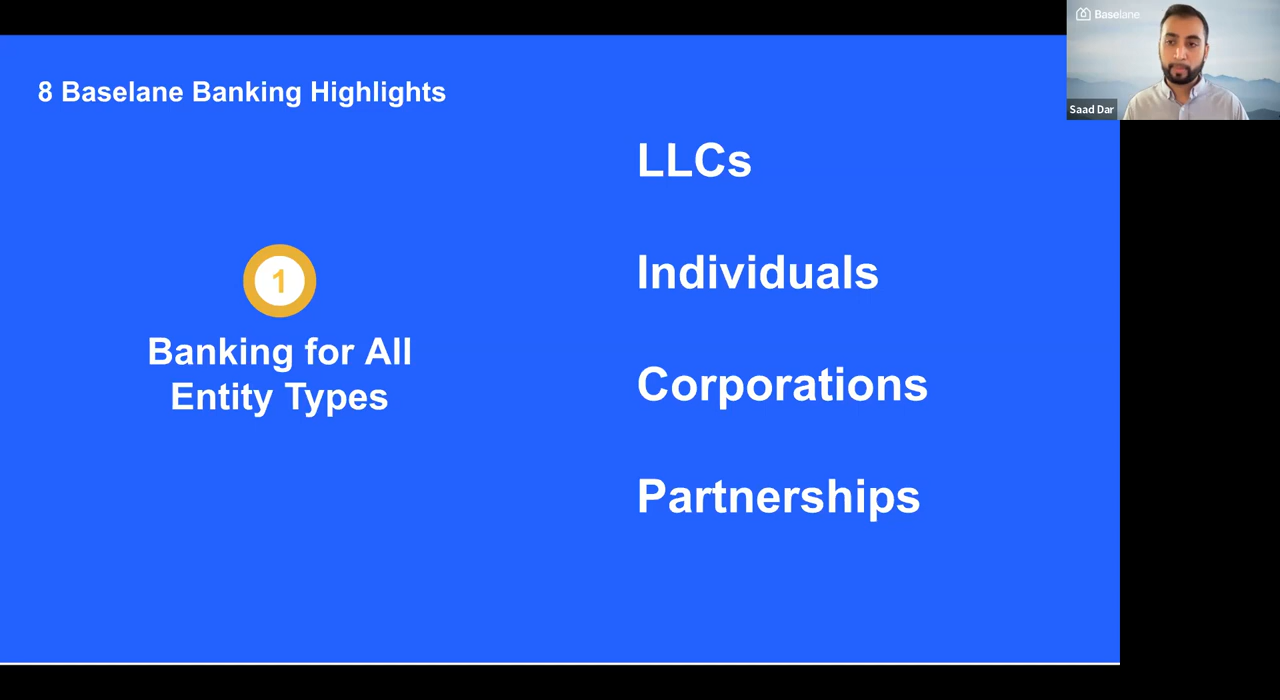 8 Baselane Banking Highlights
1
Banking for All
Entity Types
LLCs
Individuals
Corporations
Partnerships
Baselane
Saad Dar